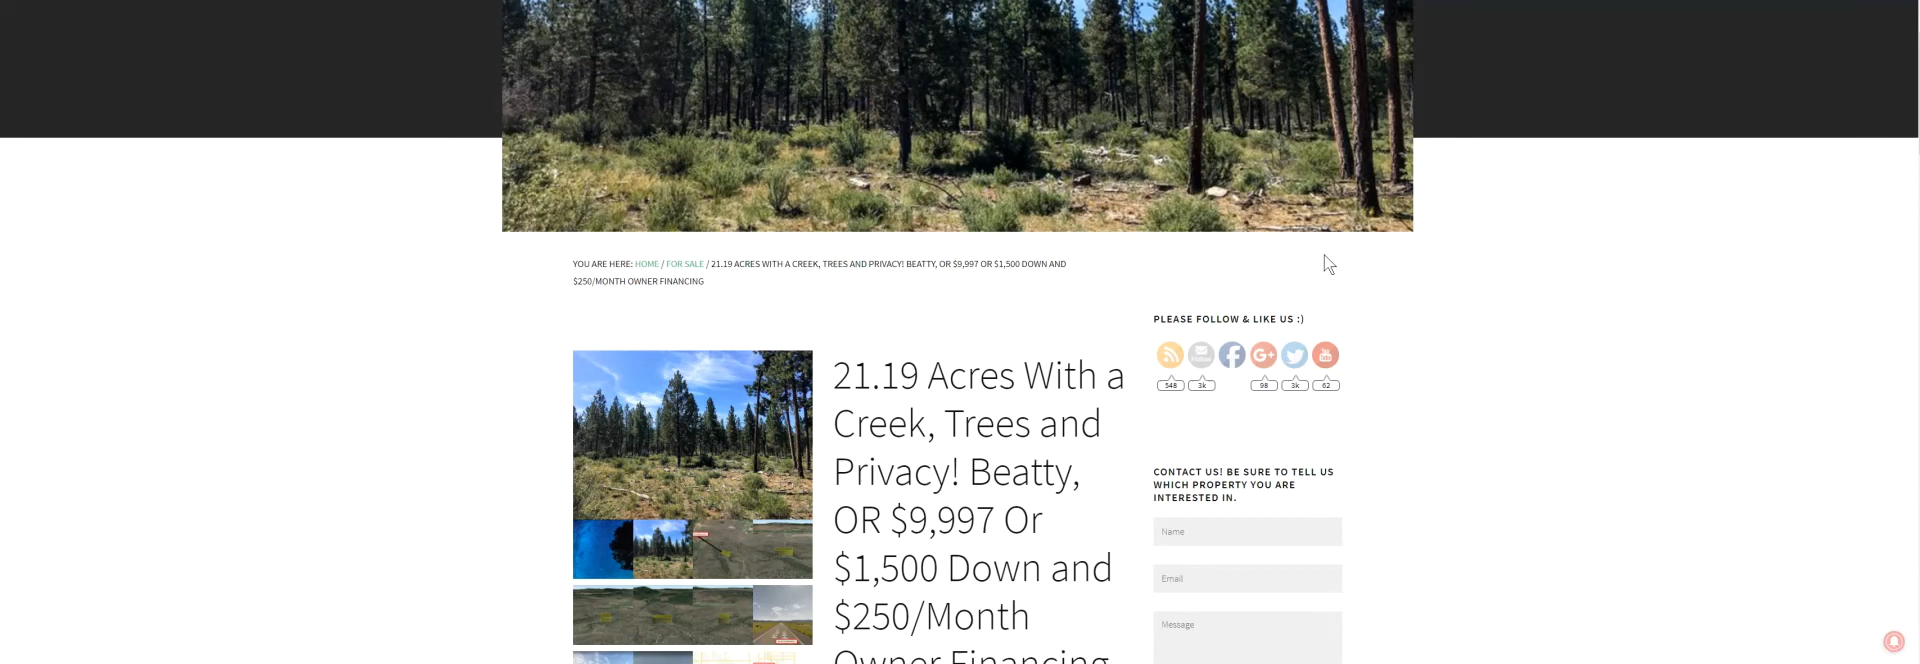 YOU ARE HERE: HOME / FOR SALE / 21.19 ACRES WITH A CREEK, TREES AND PRIVACY! BEATTY, OR $9,997 OR $1,500 DOWN AND
$250/MONTH OWNER FINANCING
21.19 Acres With a
Creek, Trees and
Privacy! Beatty,
OR $9,997 Or
$1,500 Down and
$250/Month
Owner Financing
PLEASE FOLLOW & LIKE US :)
Follow
548 3k 98 3k 62
CONTACT US! BE SURE TO TELL US
WHICH PROPERTY YOU ARE
INTERESTED IN.
Name
Email
Message